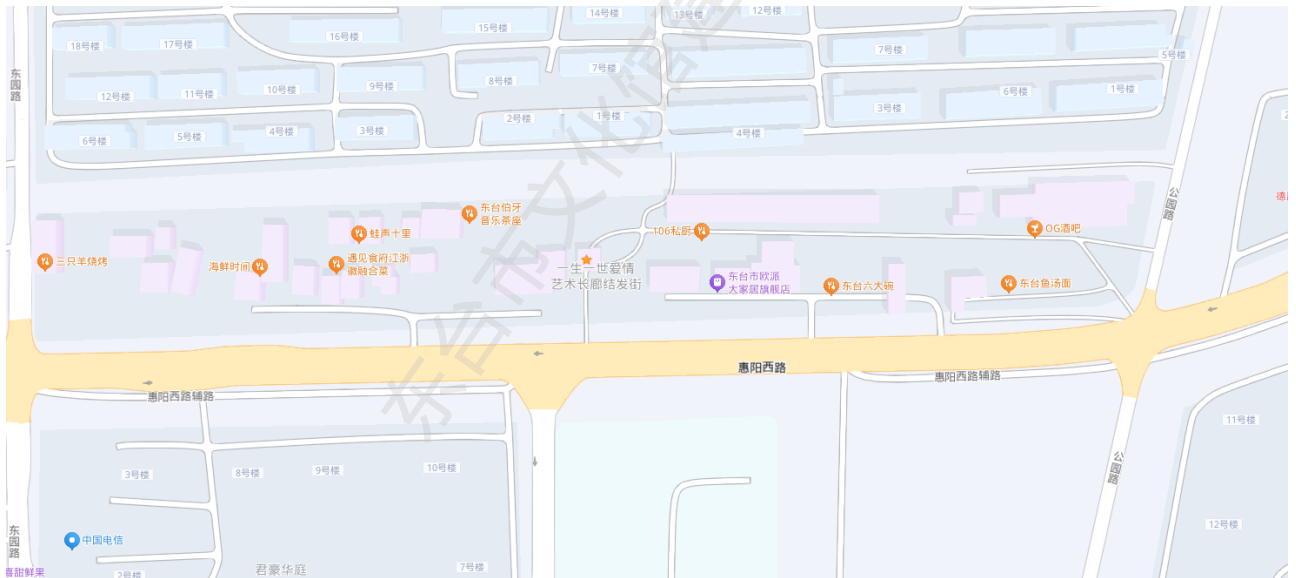 14号楼
13号楼
12号楼
15号楼
16号楼
17号楼
18号楼
7号楼
5号楼
东园路
8号楼
7号楼
9号楼
10号楼
11号楼
12号楼
6号楼
1号楼
3号楼
2号楼
1号楼
3号楼
4号楼
5号楼
6号楼
4号楼
公园路
东台伯牙
音乐茶座
蛙声十里
106私厨
OG酒吧
三只羊烧烤
海鲜时间
遇见食府江浙
徽融合菜
一生一世爱情
艺术长廊结发街
东台市欧派
大家居旗舰店
东台六大碗
东台鱼汤面
惠阳西路
惠阳西路辅路
惠阳西路辅路
11号楼
公园路
3号楼
8号楼
9号楼
10号楼
12号楼
东园路
中国电信
喜甜鲜果
2号楼
君豪华庭
7号楼
东台市文化馆